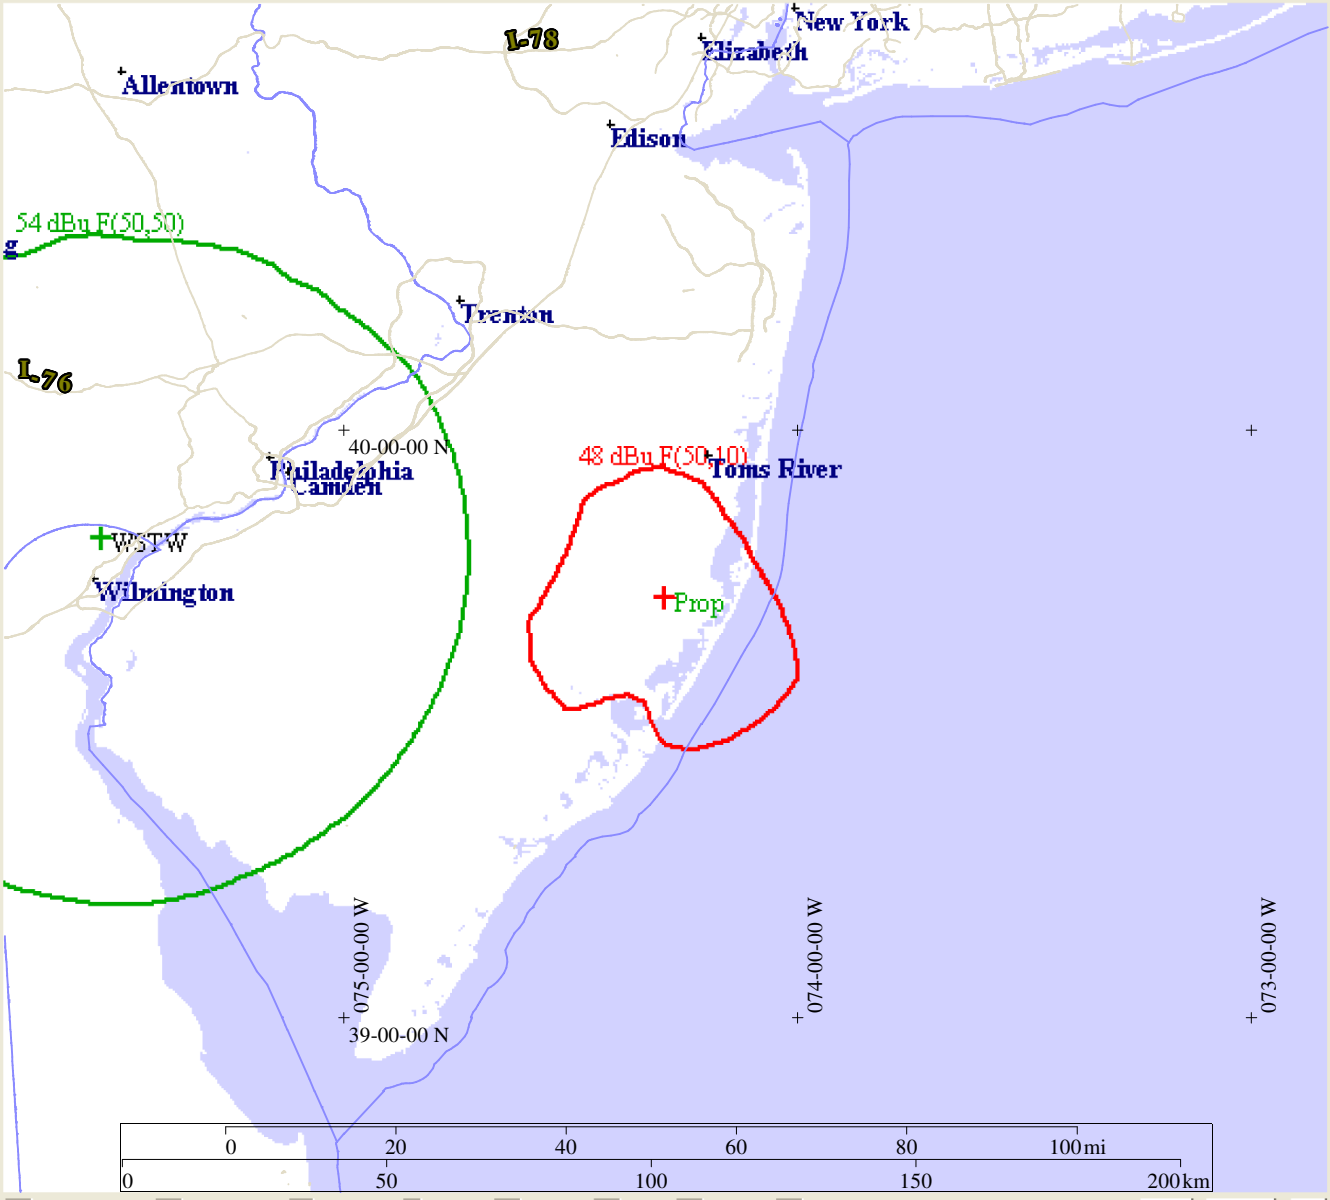 New York
I-78
Elizabeth
Allentown
Edison
54 dBu F(50,50)
g
Trenton
I-76
40-00-00 N
48 dBu F(50,10)
Toms River
Philadelphia
Camden
WSTW
Wilmington
Prop
075-00-00 W
074-00-00 W
073-00-00 W
39-00-00 N
0 20 40 60 80 100 mi
0 50 100 150 200 km